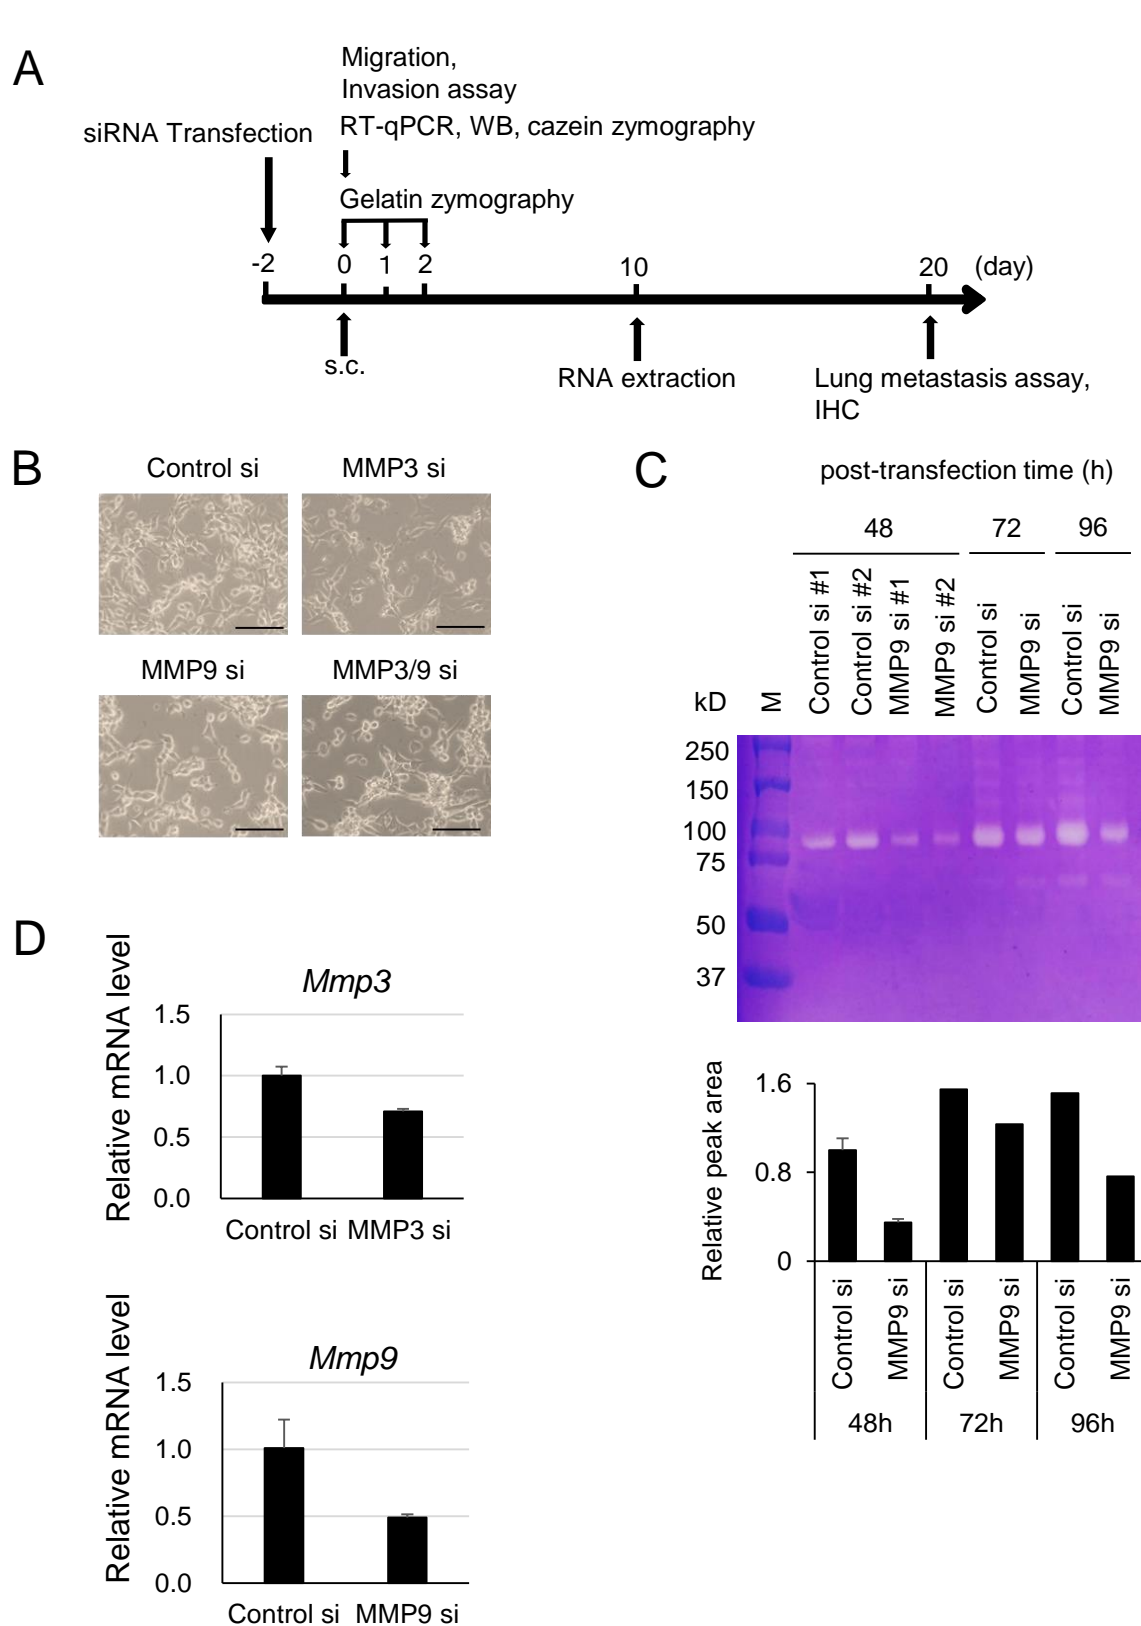 A
Migration,
Invasion assay
RT-qPCR, WB, cazein zymography
siRNA Transfection
Gelatin zymography
-2 0 1 2 10 20 (day)
s.c.
RNA extraction
Lung metastasis assay,
IHC
B
Control si MMP3 si
MMP9 si MMP3/9 si
C
post-transfection time (h)
48 72 96
kD M Control si #1 Control si #2 MMP9 si #1 MMP9 si #2 Control si MMP9 si Control si MMP9 si
250
150
100
75
50
37
Relative peak area
1.6
0.8
0
Control si MMP9 si Control si MMP9 si Control si MMP9 si
48h 72h 96h
D
Mmp3
Relative mRNA level
1.5
1.0
0.5
0.0
Control si MMP3 si
Mmp9
Relative mRNA level
1.5
1.0
0.5
0.0
Control si MMP9 si